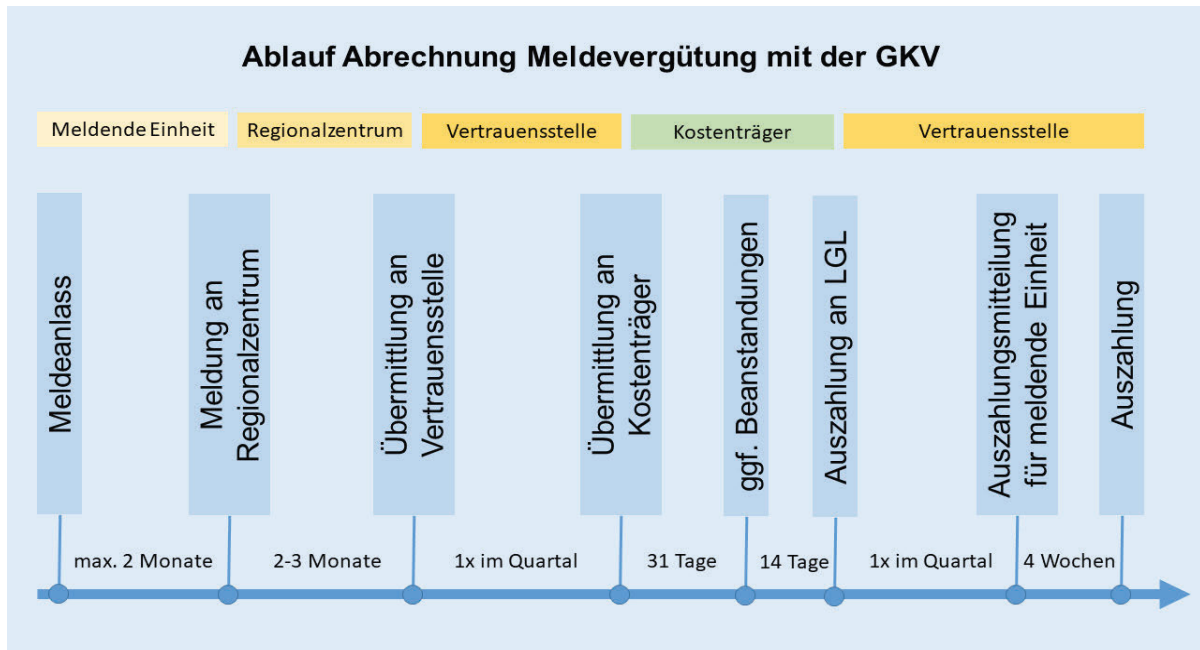 Ablauf Abrechnung Meldevergütung mit der GKV
Meldende Einheit
Regionalzentrum
Vertrauensstelle
Kostenträger
Vertrauensstelle
Meldeanlass
Meldung an
Regionalzentrum
Übermittlung an
Vertrauensstelle
Übermittlung an
Kostenträger
ggf. Beanstandungen
Auszahlung an LGL
Auszahlungsmitteilung
für meldende Einheit
Auszahlung
max. 2 Monate
2-3 Monate
1x im Quartal
31 Tage
14 Tage
1x im Quartal
4 Wochen